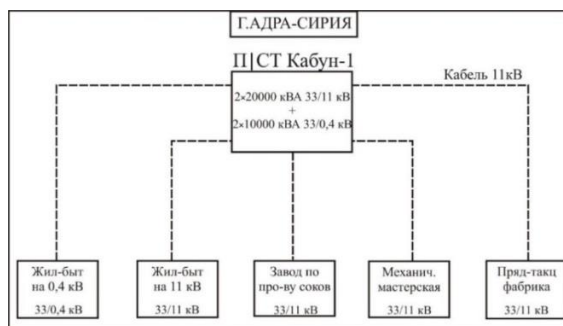 Г.АДРА-СИРИЯ
П|СТ Кабун-1
Кабель 11кВ
2×20000 кВА 33/11 кВ
+
2×10000 КВА 33/0,4 кВ
Жил-быт
на 0,4 кВ
33/0,4 кВ
Жил-быт
на 11 кВ
33/11 кВ
Завод по
про-ву соков
33/11 кВ
Механич.
мастерская
33/11 кВ
Пряд-такц
фабрика
33/11 кВ